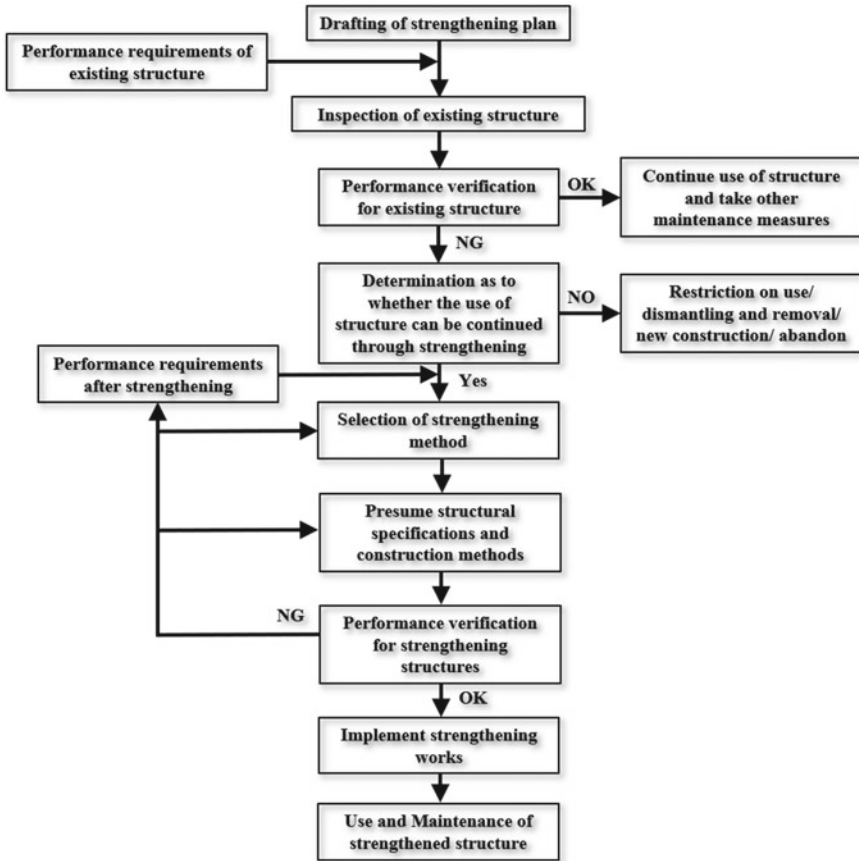 Drafting of strengthening plan
Performance requirements of
existing structure
Inspection of existing structure
Performance verification
for existing structure
OK
Continue use of structure
and take other
maintenance measures
NG
Determination as to
whether the use of
structure can be continued
through strengthening
NO
Restriction on use/
dismantling and removal/
new construction/ abandon
Performance requirements
after strengthening
Yes
Selection of strengthening
method
Presume structural
specifications and
construction methods
NG
Performance verification
for strengthening
structures
OK
Implement strengthening
works
Use and Maintenance of
strengthened structure